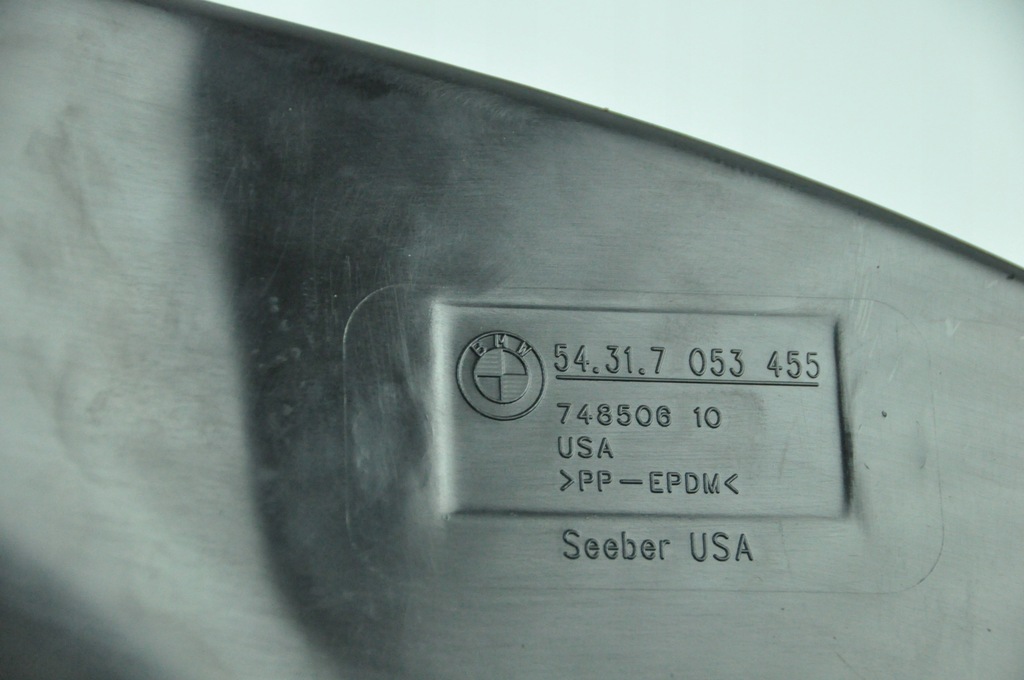 BMW
54.31.7 053 455
748506 10
USA
>PP-EPDM<
Seeber USA